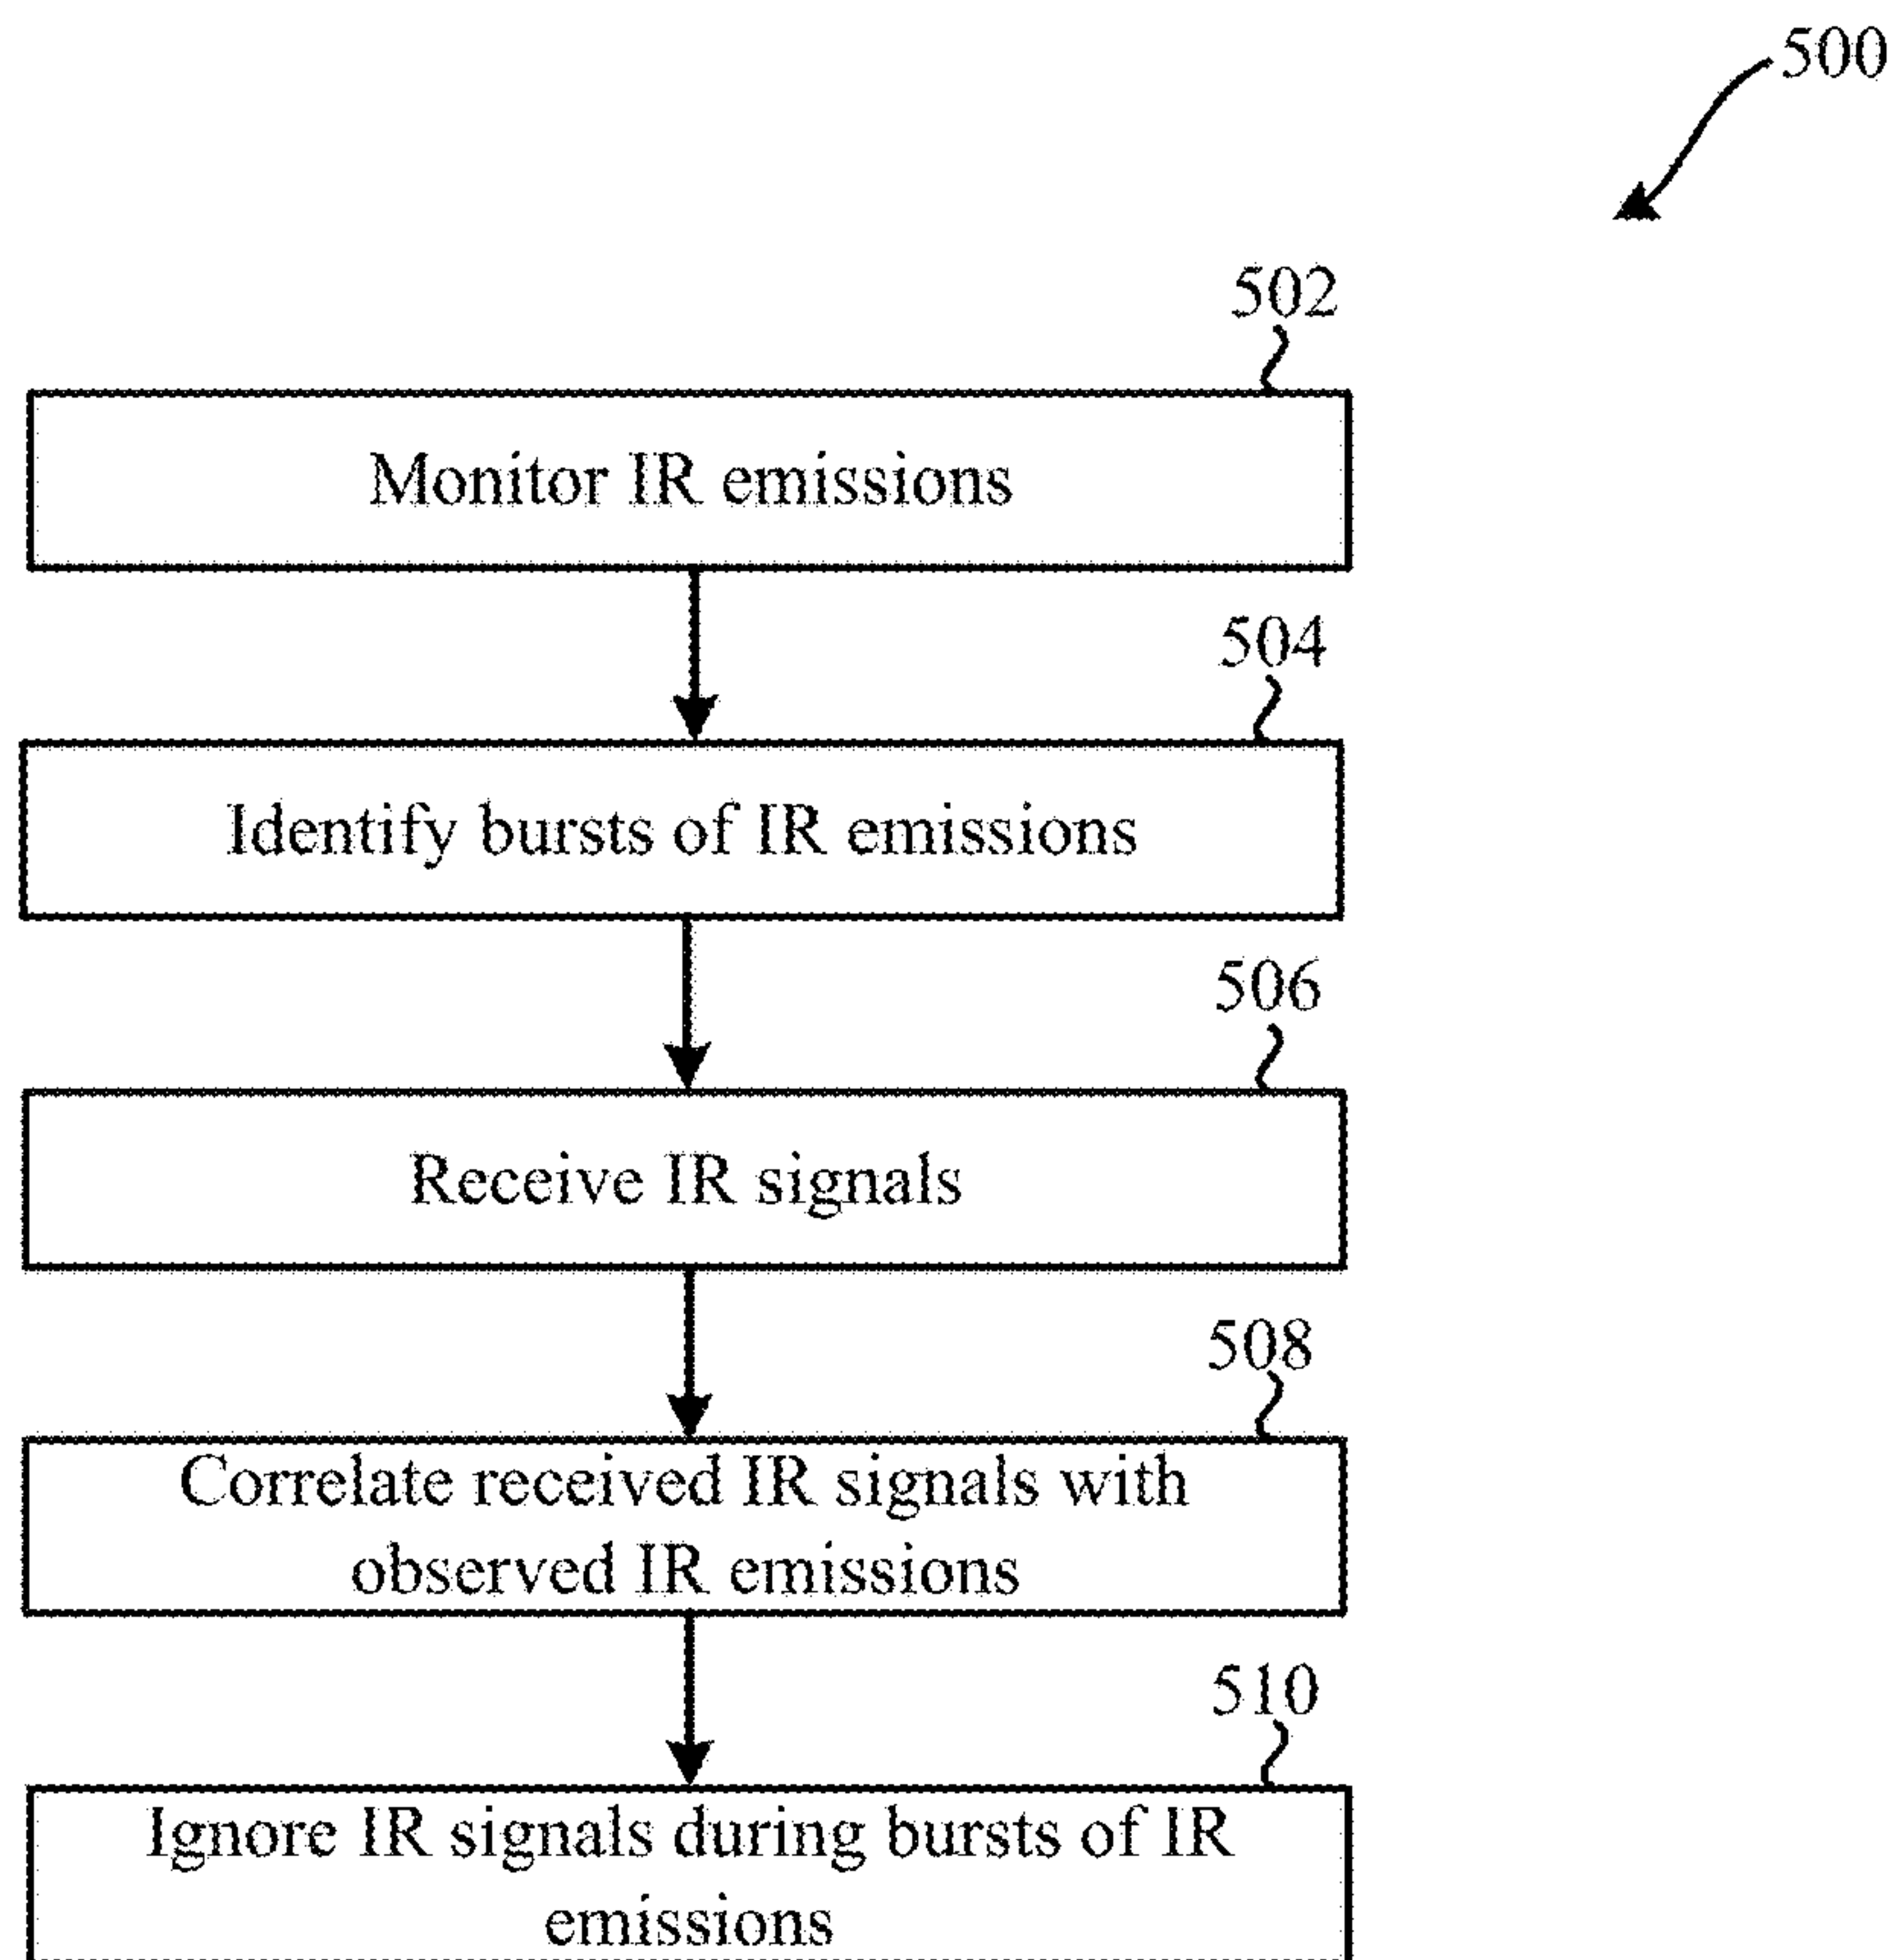 500
502
Monitor IR emissions
504
Identify bursts of IR emissions
506
Receive IR signals
508
Correlate received IR signals with
observed IR emissions
510
Ignore IR signals during bursts of IR
emissions